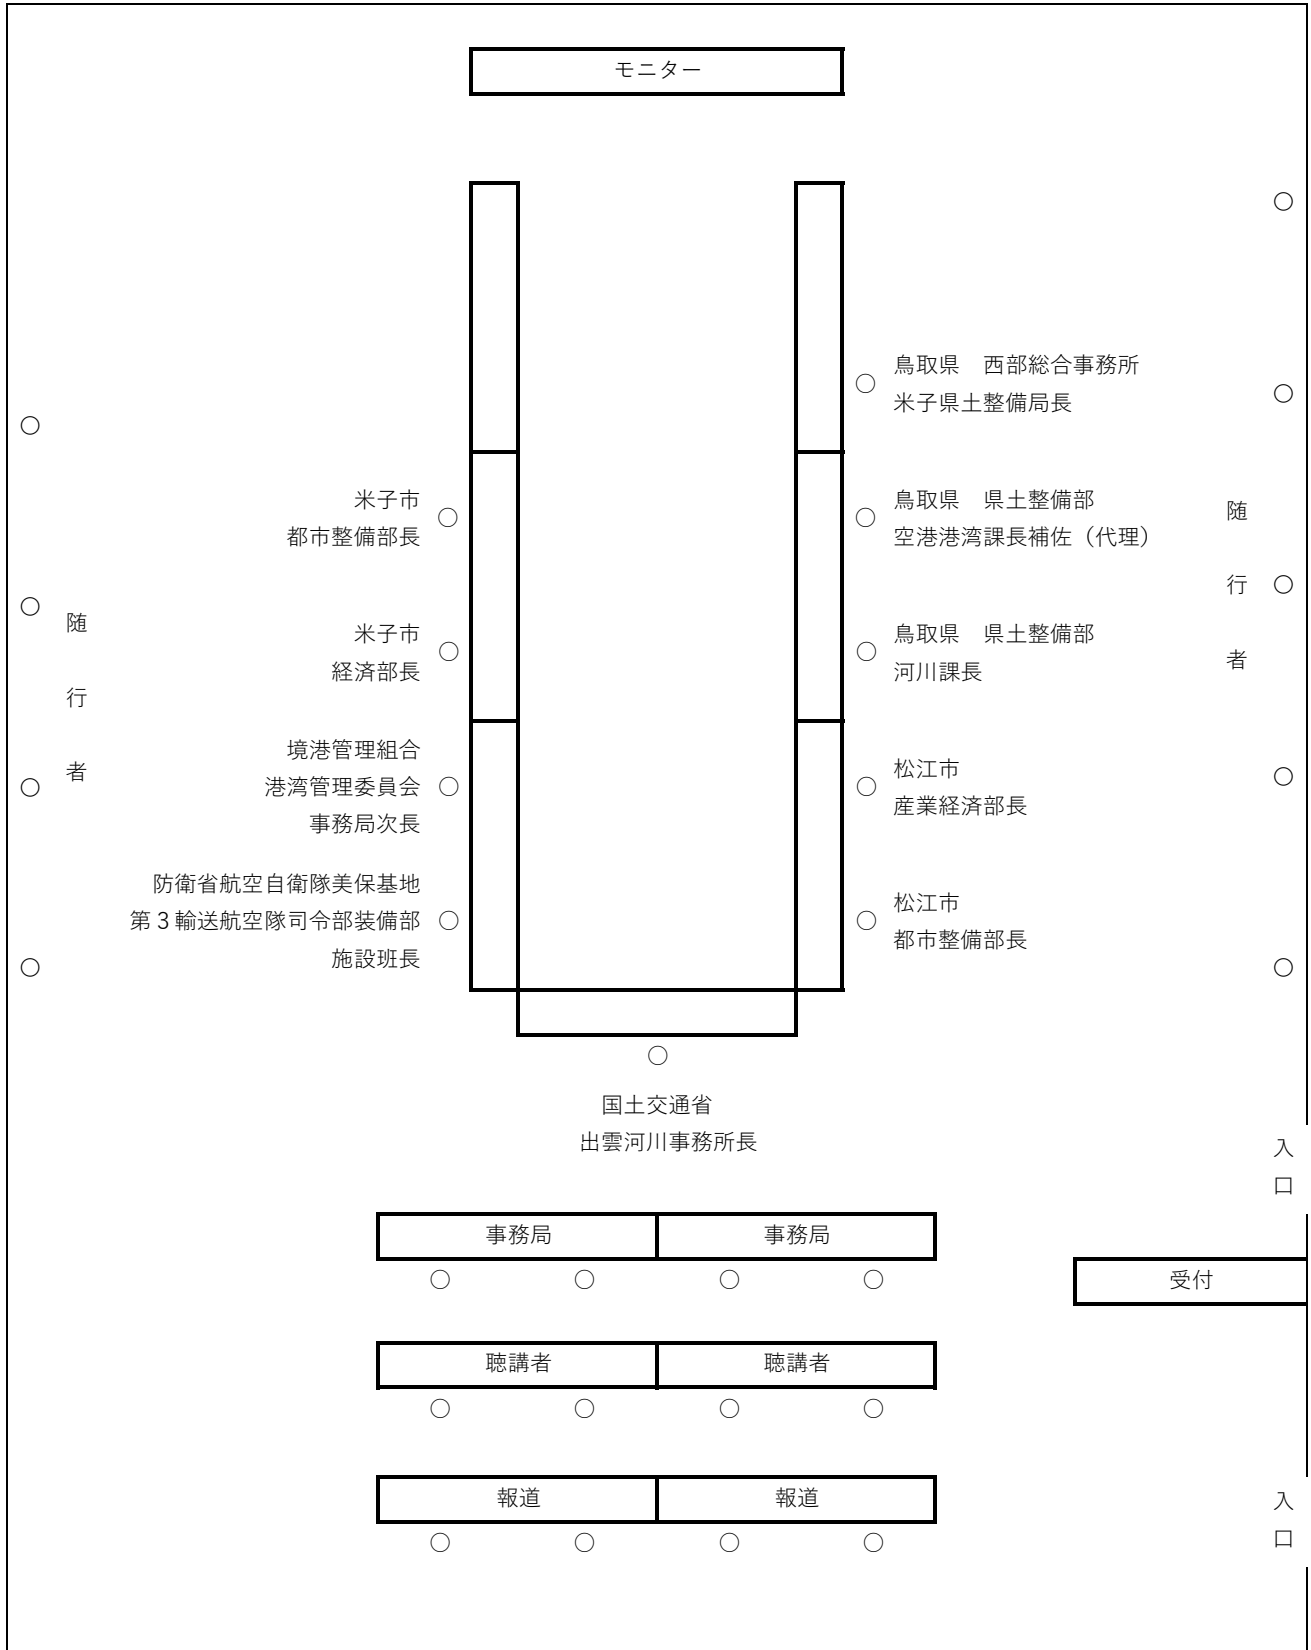 モニター
鳥取県　西部総合事務所
米子県土整備局長
米子市
都市整備部長
鳥取県　県土整備部
空港港湾課長補佐（代理）
米子市
経済部長
鳥取県　県土整備部
河川課長
随
行
者
随
行
者
境港管理組合
港湾管理委員会
事務局次長
松江市
産業経済部長
防衛省航空自衛隊美保基地
第３輸送航空隊司令部装備部
施設班長
松江市
都市整備部長
国土交通省
出雲河川事務所長
入
口
事務局
事務局
受付
聴講者
聴講者
報道
報道
入
口